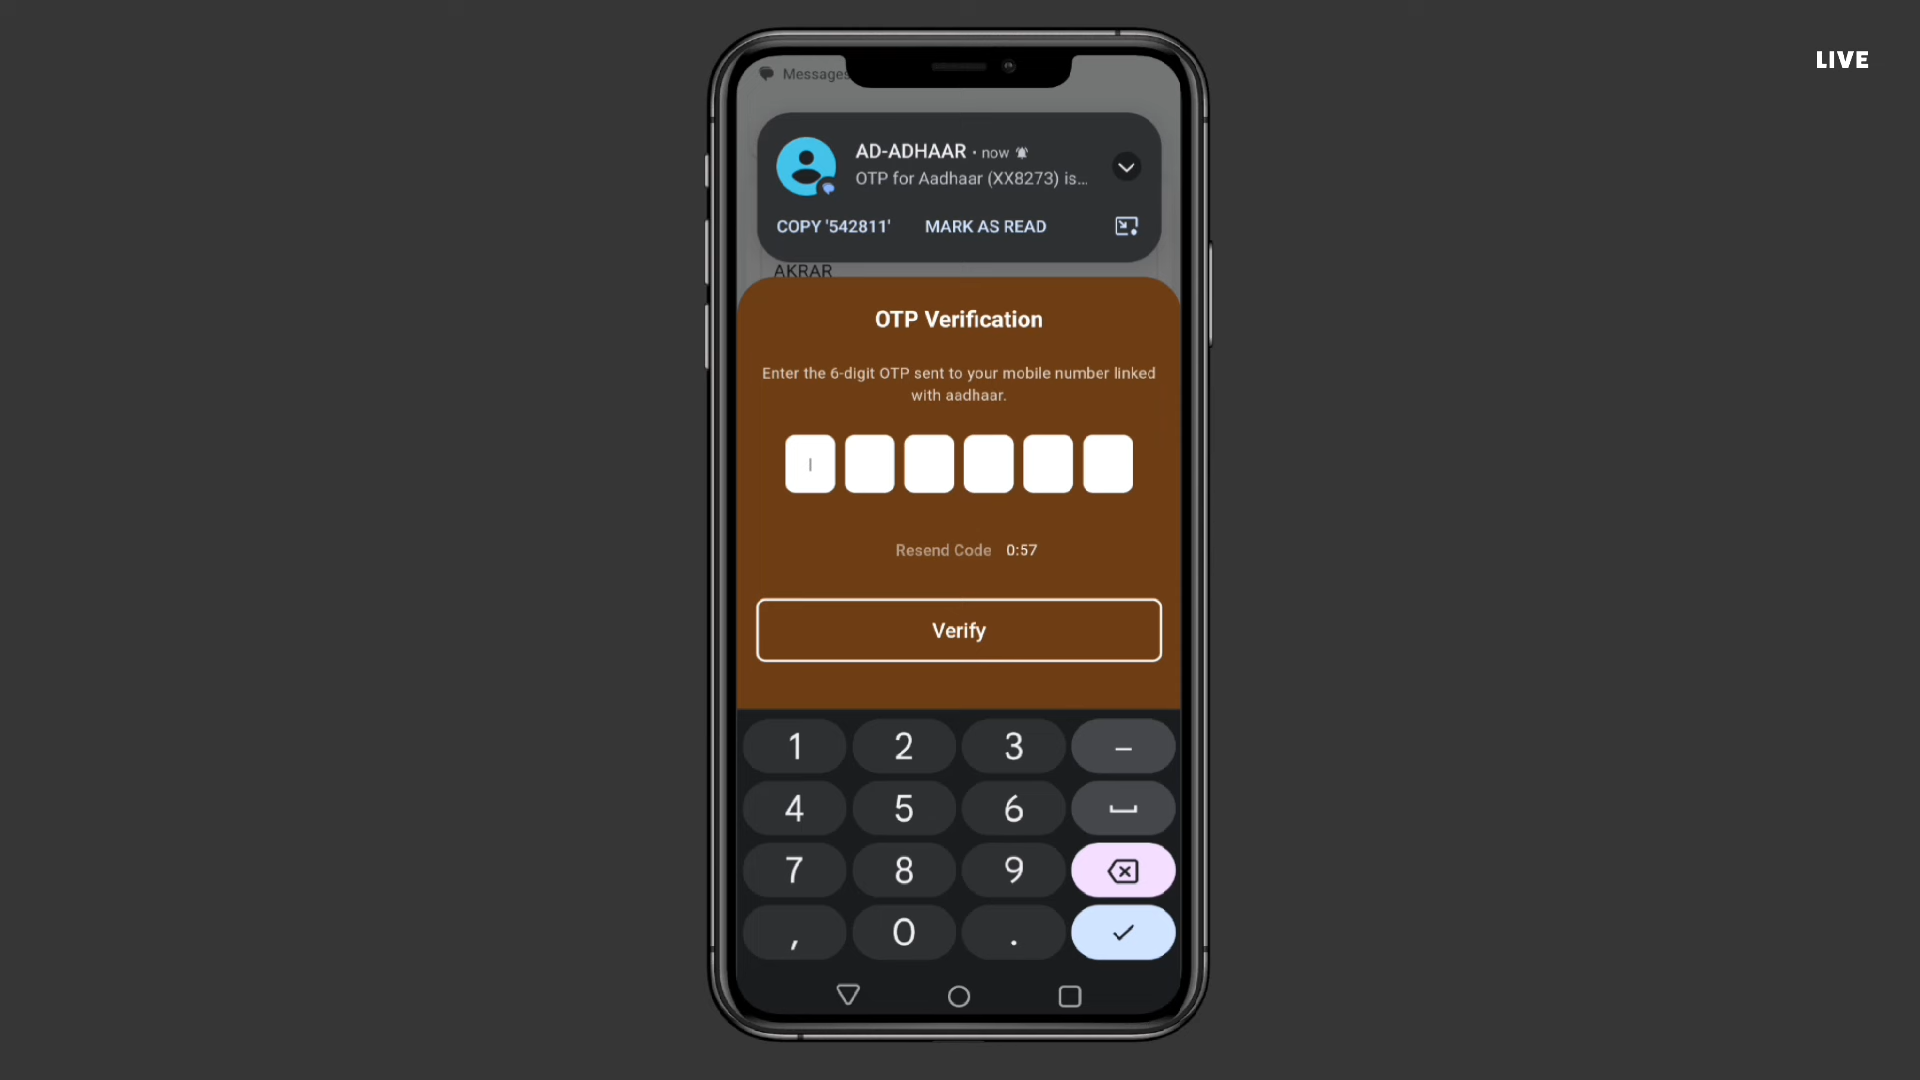 LIVE
Messages
AD-ADHAAR • now
OTP for Aadhaar (XX8273) is...
COPY '542811' MARK AS READ
AKRAR
OTP Verification
Enter the 6-digit OTP sent to your mobile number linked
with aadhaar.
Resend Code 0:57
Verify
1 2 3 –
4 5 6
7 8 9
, 0 .